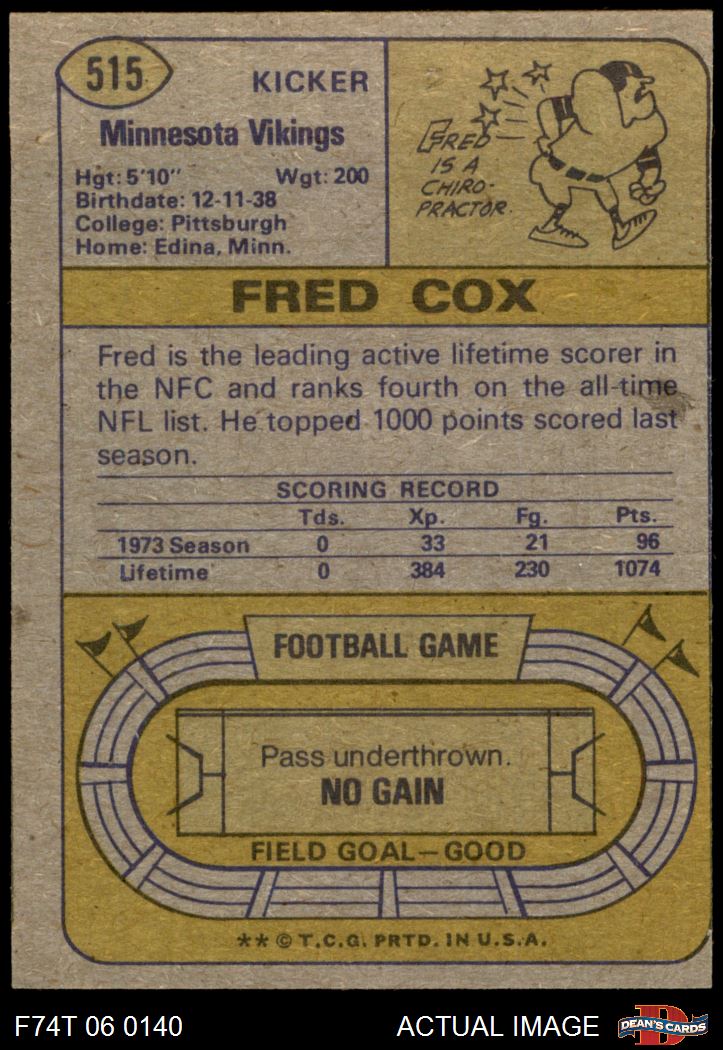 515
KICKER
Minnesota Vikings
Hgt: 5'10" Wgt: 200
Birthdate: 12-11-38
College: Pittsburgh
Home: Edina, Minn.
FRED
IS A
CHIRO-
PRACTOR.
FRED COX
Fred is the leading active lifetime scorer in
the NFC and ranks fourth on the all-time
NFL list. He topped 1000 points scored last
season.
SCORING RECORD
Tds. Xp. Fg. Pts.
1973 Season 0 33 21 96
Lifetime 0 384 230 1074
FOOTBALL GAME
Pass underthrown.
NO GAIN
FIELD GOAL—GOOD
** © T.C.G. PRTD. IN U.S.A.
F74T 06 0140
ACTUAL IMAGE
D
DEAN'S CARDS